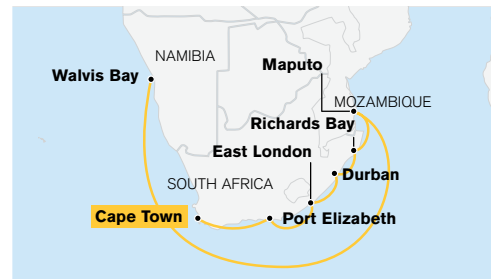 NAMIBIA
Maputo
Walvis Bay
MOZAMBIQUE
Richards Bay
East London
Durban
SOUTH AFRICA
Cape Town
Port Elizabeth